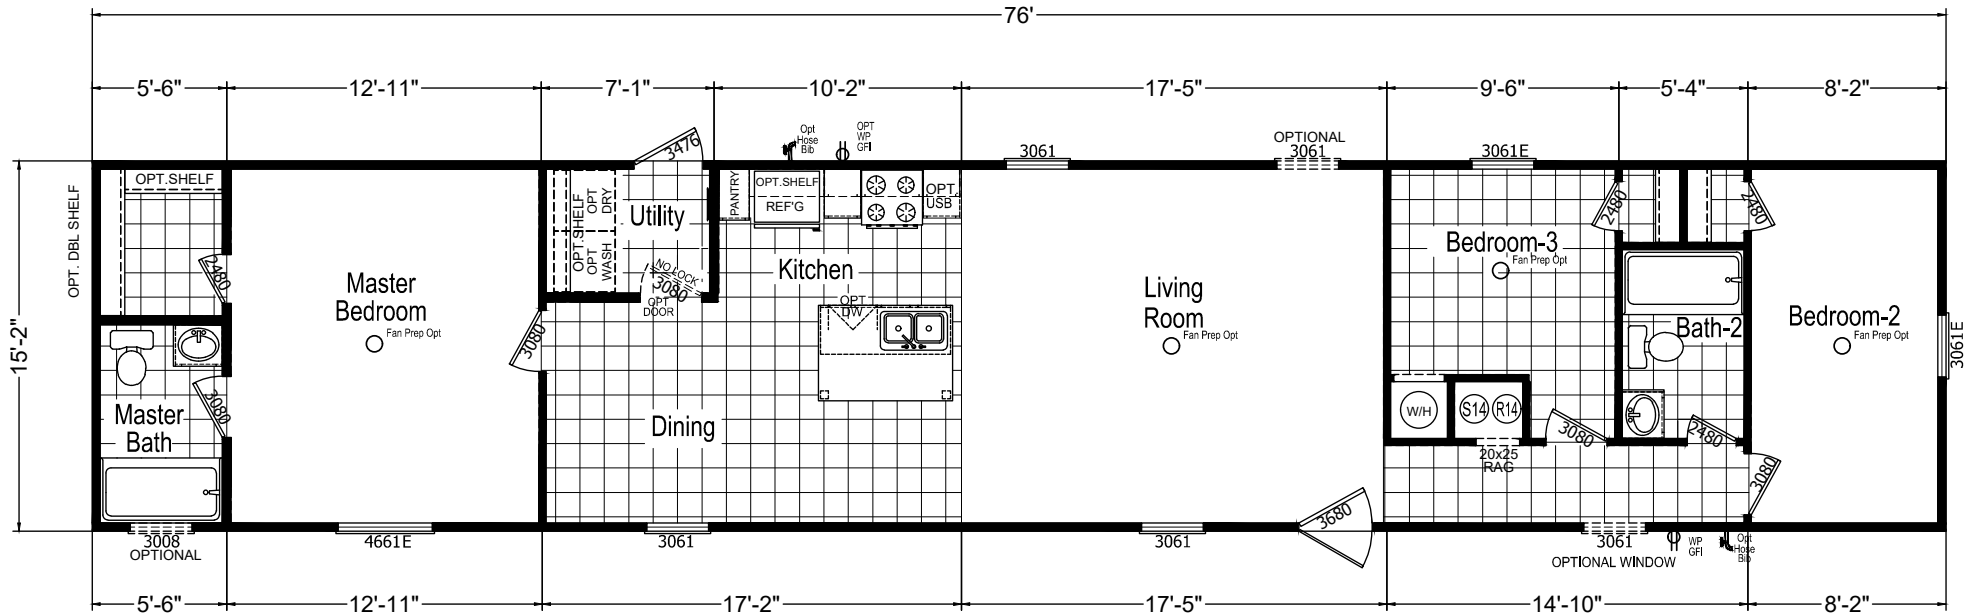 76'
5'-6"
12'-11"
7'-1"
10'-2"
17'-5"
9'-6"
5'-4"
8'-2"
15'-2"
OPT. DBL SHELF
OPT.SHELF
2480
Master
Bath
3080
3008
OPTIONAL
Master
Bedroom
Fan Prep Opt
4661E
3080
3476
OPT.SHELF
OPT
DRY
OPT
WASH
Utility
NO LOCK
3080
OPT
DOOR
Opt
Hose
Bib
OPT
WP
GFI
PANTRY
OPT.SHELF
REF'G
OPT.
USB
Kitchen
OPT
DW
Dining
3061
3061
OPTIONAL
3061
Living
Room
Fan Prep Opt
3061
3680
3061E
Bedroom-3
Fan Prep Opt
2480
2480
W/H
S14
R14
20x25
RAG
3080
Bath-2
2480
3080
Bedroom-2
Fan Prep Opt
3061E
3061
OPTIONAL WINDOW
WP
GFI
Opt
Hose
Bib
5'-6"
12'-11"
17'-2"
17'-5"
14'-10"
8'-2"